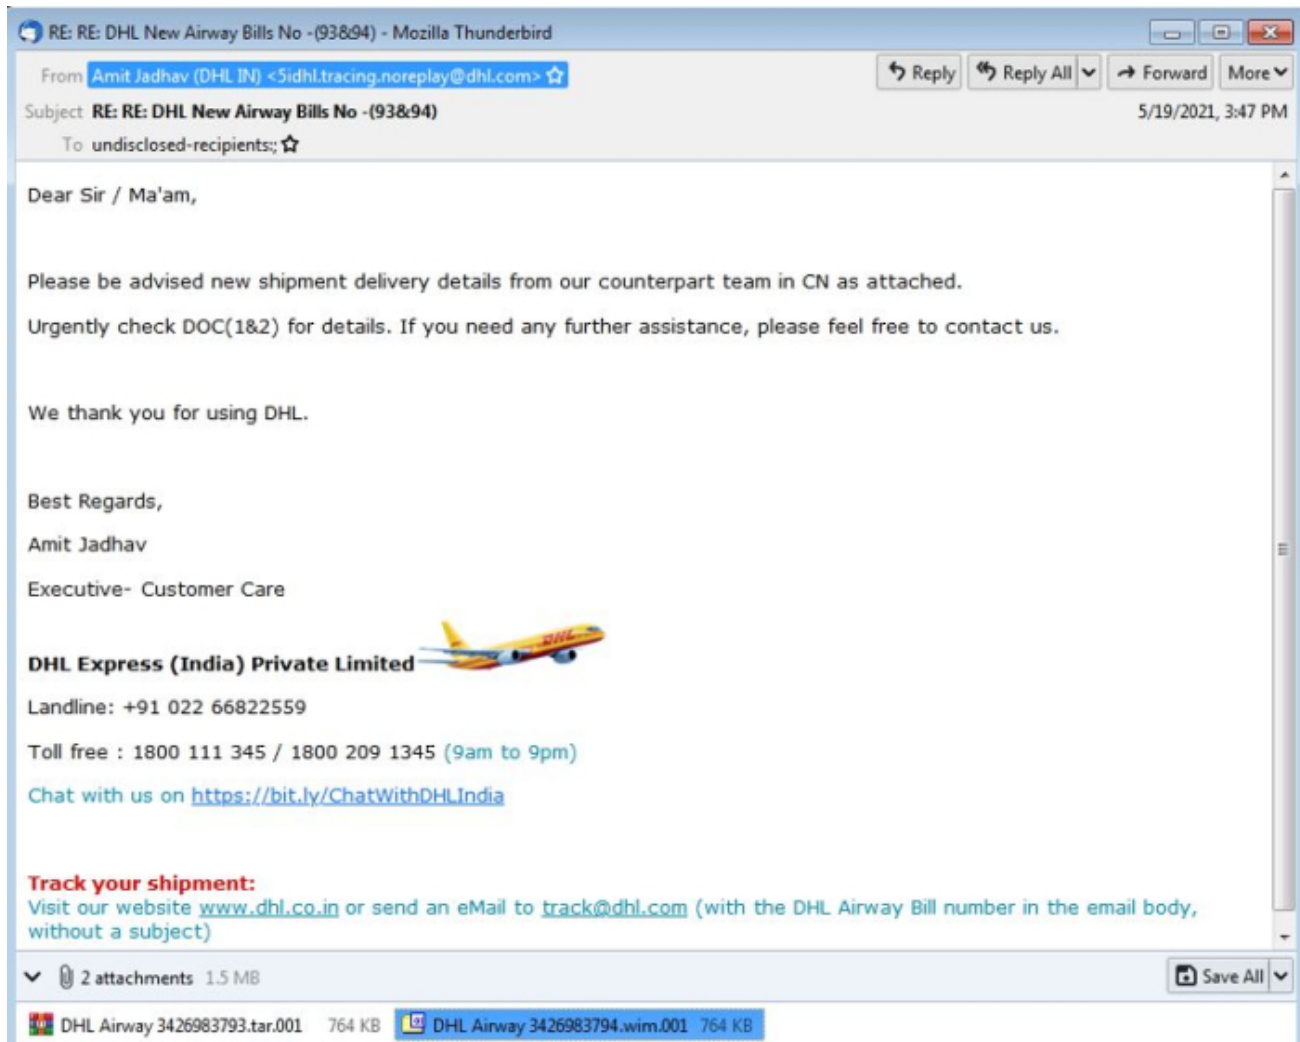 RE: RE: DHL New Airway Bills No -(93&94) - Mozilla Thunderbird
From Amit Jadhav (DHL IN) <5idhl.tracing.noreplay@dhl.com>
Reply Reply All Forward More
Subject RE: RE: DHL New Airway Bills No -(93&94) 5/19/2021, 3:47 PM
To undisclosed-recipients:;
Dear Sir / Ma'am,
Please be advised new shipment delivery details from our counterpart team in CN as attached.
Urgently check DOC(1&2) for details. If you need any further assistance, please feel free to contact us.
We thank you for using DHL.
Best Regards,
Amit Jadhav
Executive- Customer Care
DHL
DHL Express (India) Private Limited
Landline: +91 022 66822559
Toll free : 1800 111 345 / 1800 209 1345 (9am to 9pm)
Chat with us on https://bit.ly/ChatWithDHLIndia
Track your shipment:
Visit our website www.dhl.co.in or send an eMail to track@dhl.com (with the DHL Airway Bill number in the email body,
without a subject)
2 attachments 1.5 MB Save All
DHL Airway 3426983793.tar.001 764 KB DHL Airway 3426983794.wim.001 764 KB